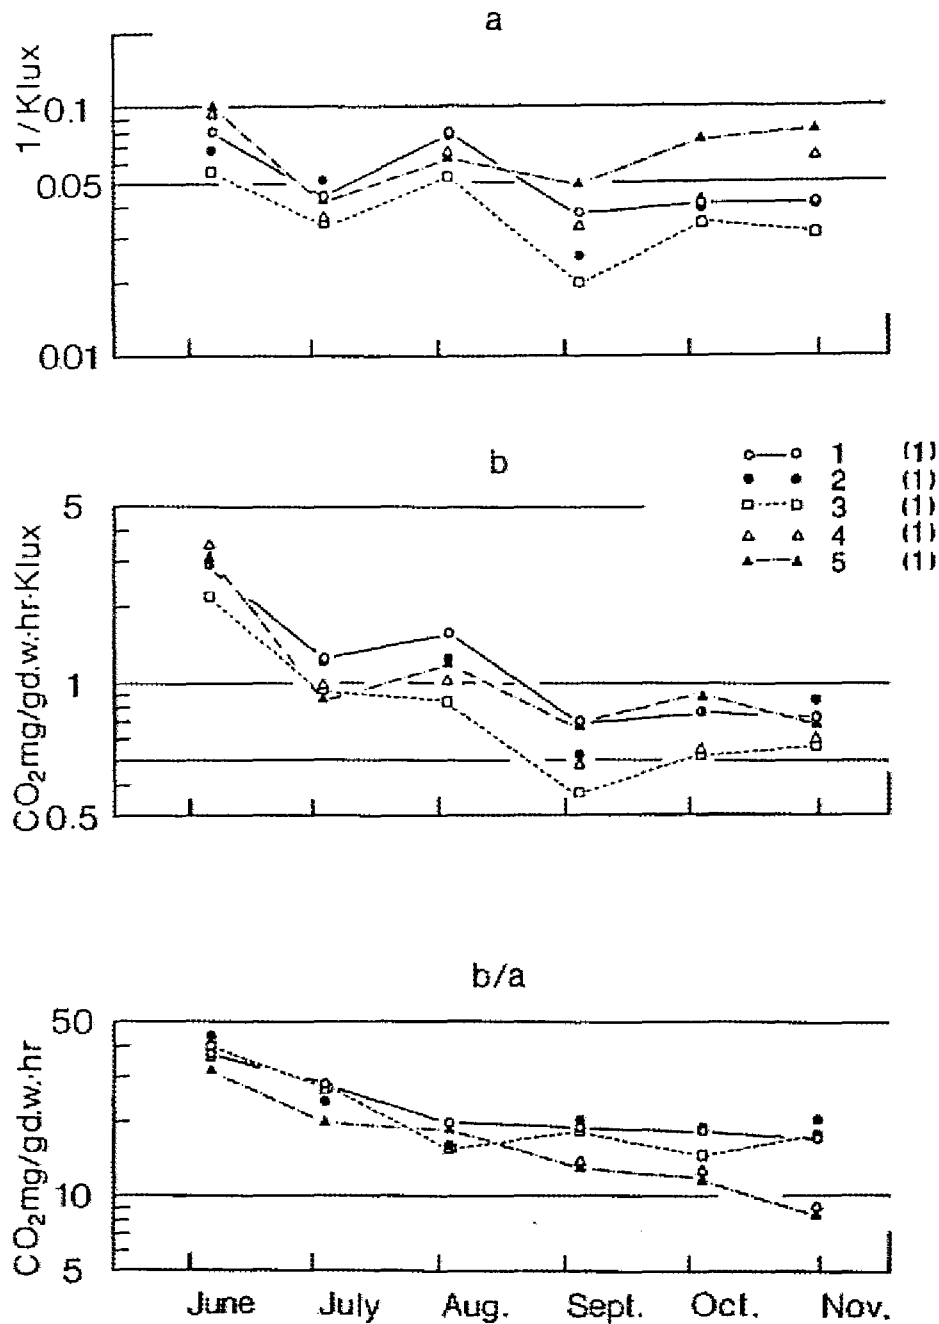 a
1/Klux
0.1
0.05
0.01
b
1 (1)
2 (1)
3 (1)
4 (1)
5 (1)
CO₂mg/gd.w.·hr·Klux
5
1
0.5
b/a
CO₂mg/gd.w.·hr
50
10
5
June July Aug. Sept. Oct. Nov.